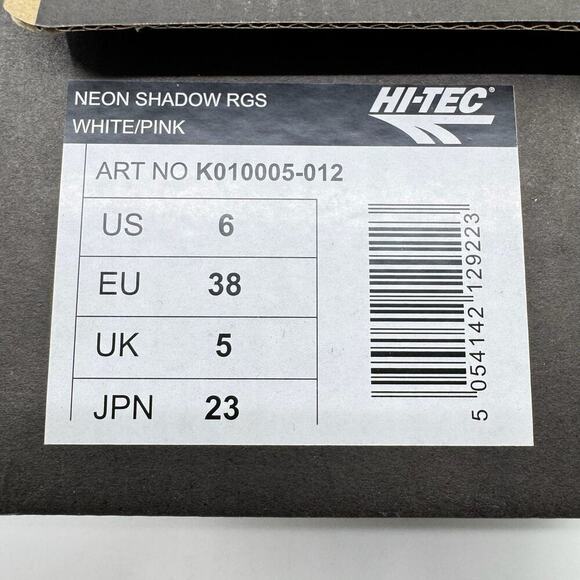 NEON SHADOW RGS
WHITE/PINK
HI-TEC®
ART NO K010005-012
US 6
EU 38
UK 5
JPN 23
5 054142 129223